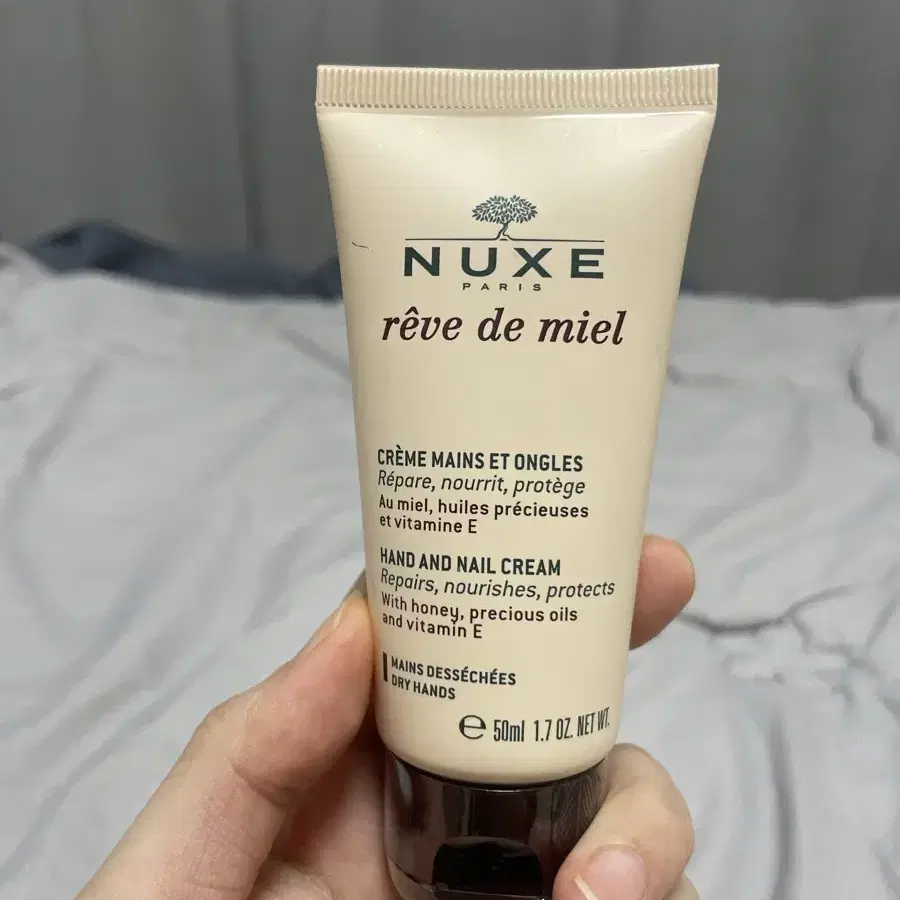 NUXE
PARIS
rêve de miel
CRÈME MAINS ET ONGLES
Répare, nourrit, protège
Au miel, huiles précieuses
et vitamine E
HAND AND NAIL CREAM
Repairs, nourishes, protects
With honey, precious oils
and vitamin E
MAINS DESSÉCHÉES
DRY HANDS
℮ 50ml 1.7 OZ. NET WT.